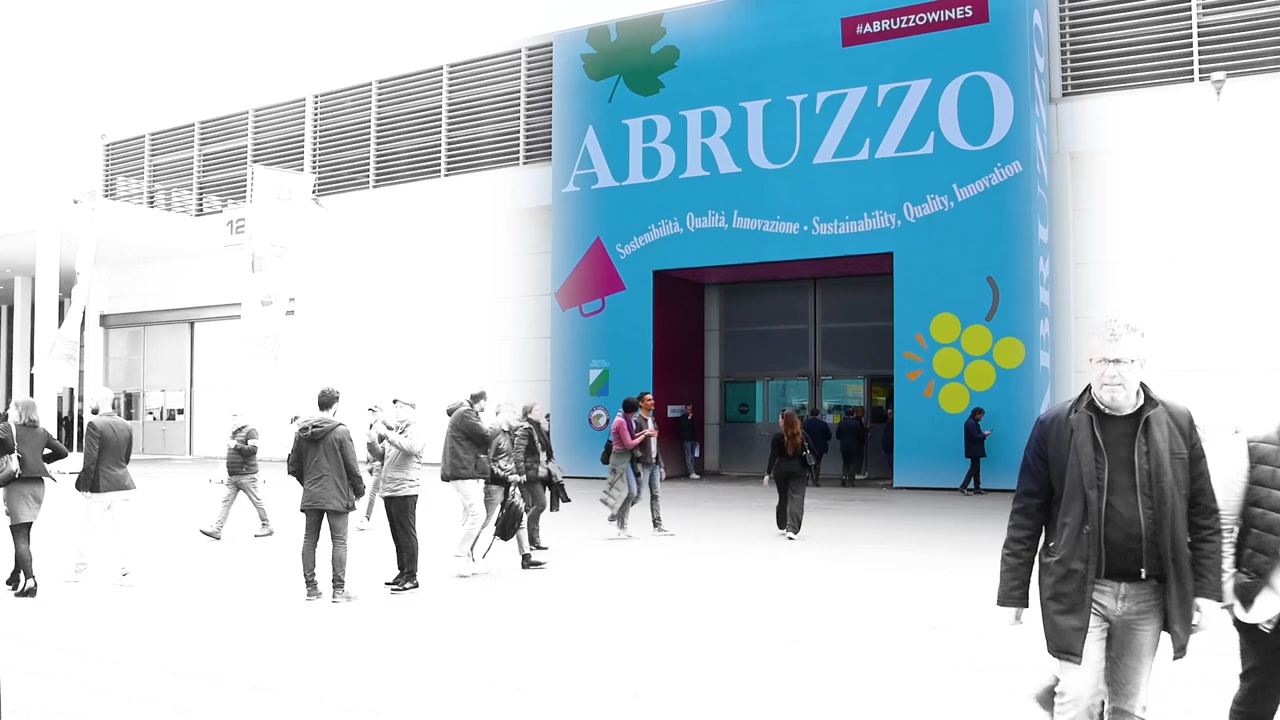 #ABRUZZOWINES
ABRUZZO
Sostenibilità, Qualità, Innovazione • Sustainability, Quality, Innovation
ABRUZZO
12